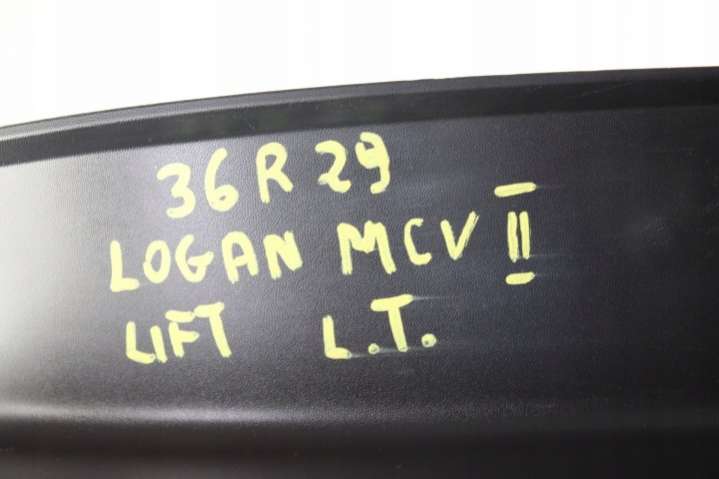 36R29
LOGAN MCV II
LIFT L.T.